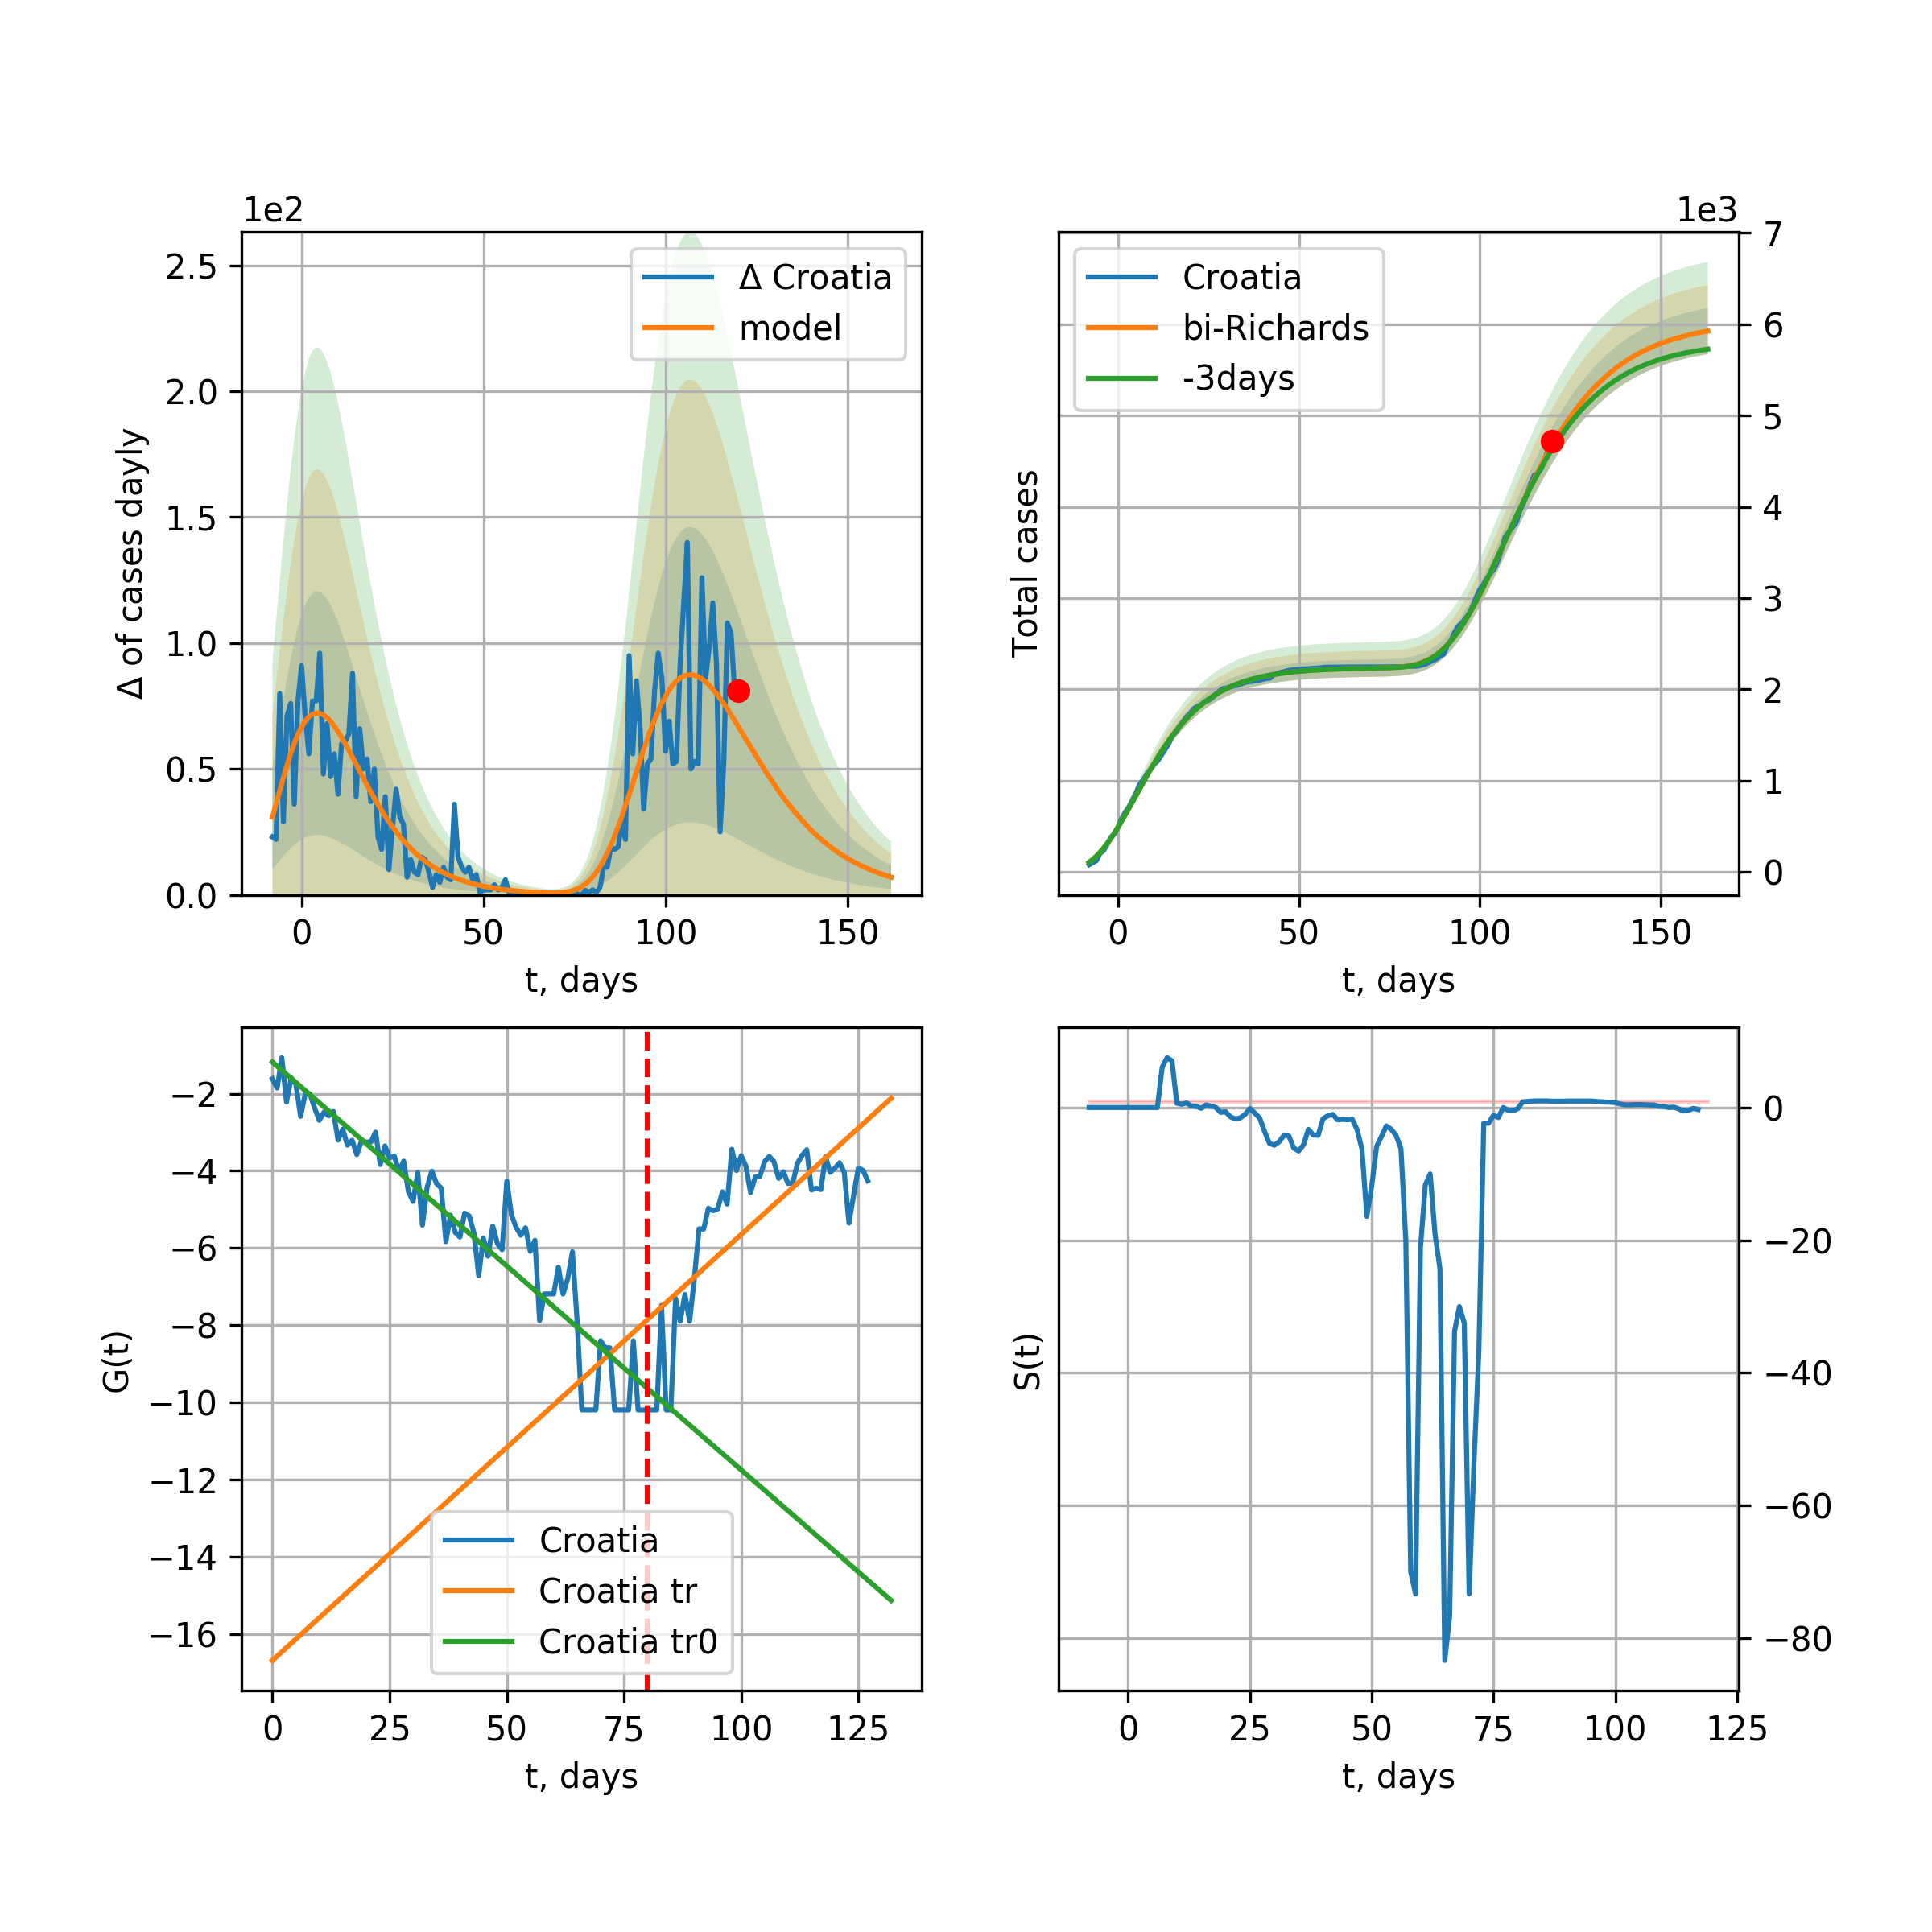 1e2
Δ of cases dayly
2.5
2.0
1.5
1.0
0.5
0.0
0 50 100 150
t, days
Δ Croatia
model
1e3
Total cases
7
6
5
4
3
2
1
0
0 50 100 150
t, days
Croatia
bi-Richards
-3days
G(t)
−2
−4
−6
−8
−10
−12
−14
−16
0 25 50 75 100 125
t, days
Croatia
Croatia tr
Croatia tr0
S(t)
0
−20
−40
−60
−80
0 25 50 75 100 125
t, days